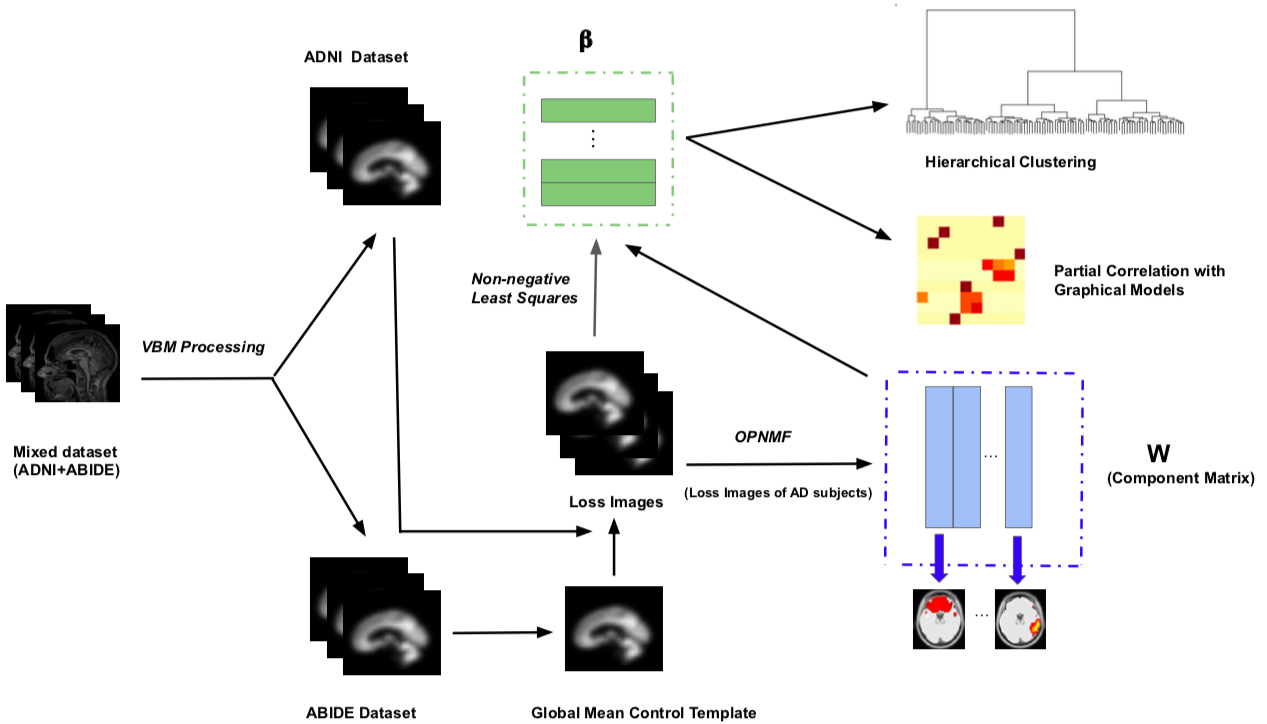 ADNI Dataset
β
Hierarchical Clustering
Non-negative
Least Squares
Partial Correlation with
Graphical Models
VBM Processing
Mixed dataset
(ADNI+ABIDE)
OPNMF
(Loss Images of AD subjects)
Loss Images
...
W
(Component Matrix)
...
ABIDE Dataset
Global Mean Control Template